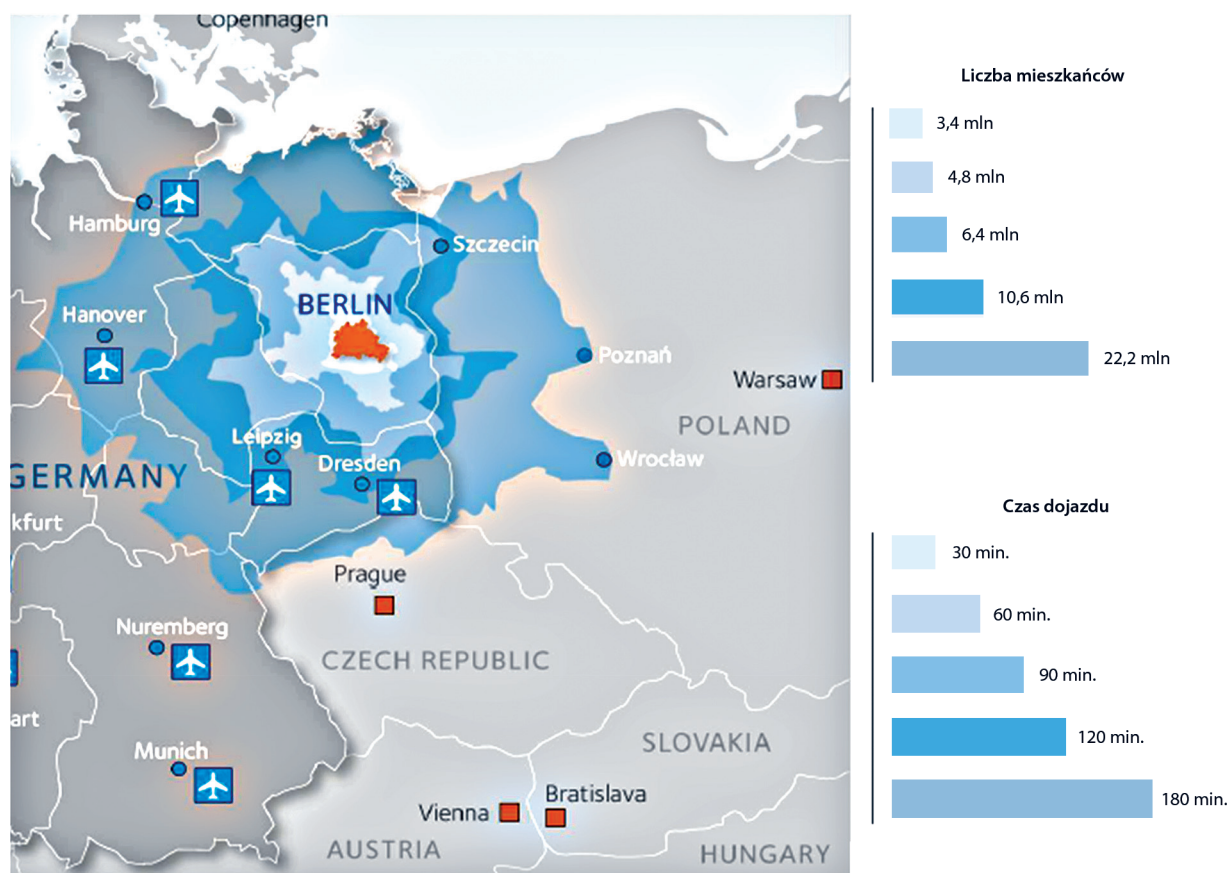 Copenhagen
Hamburg
Szczecin
BERLIN
Hanover
Poznań
Warsaw
POLAND
Leipzig
Dresden
Wrocław
GERMANY
kfurt
Prague
Nuremberg
CZECH REPUBLIC
art
SLOVAKIA
Munich
Vienna
Bratislava
AUSTRIA
HUNGARY
Liczba mieszkańców
3,4 mln
4,8 mln
6,4 mln
10,6 mln
22,2 mln
Czas dojazdu
30 min.
60 min.
90 min.
120 min.
180 min.